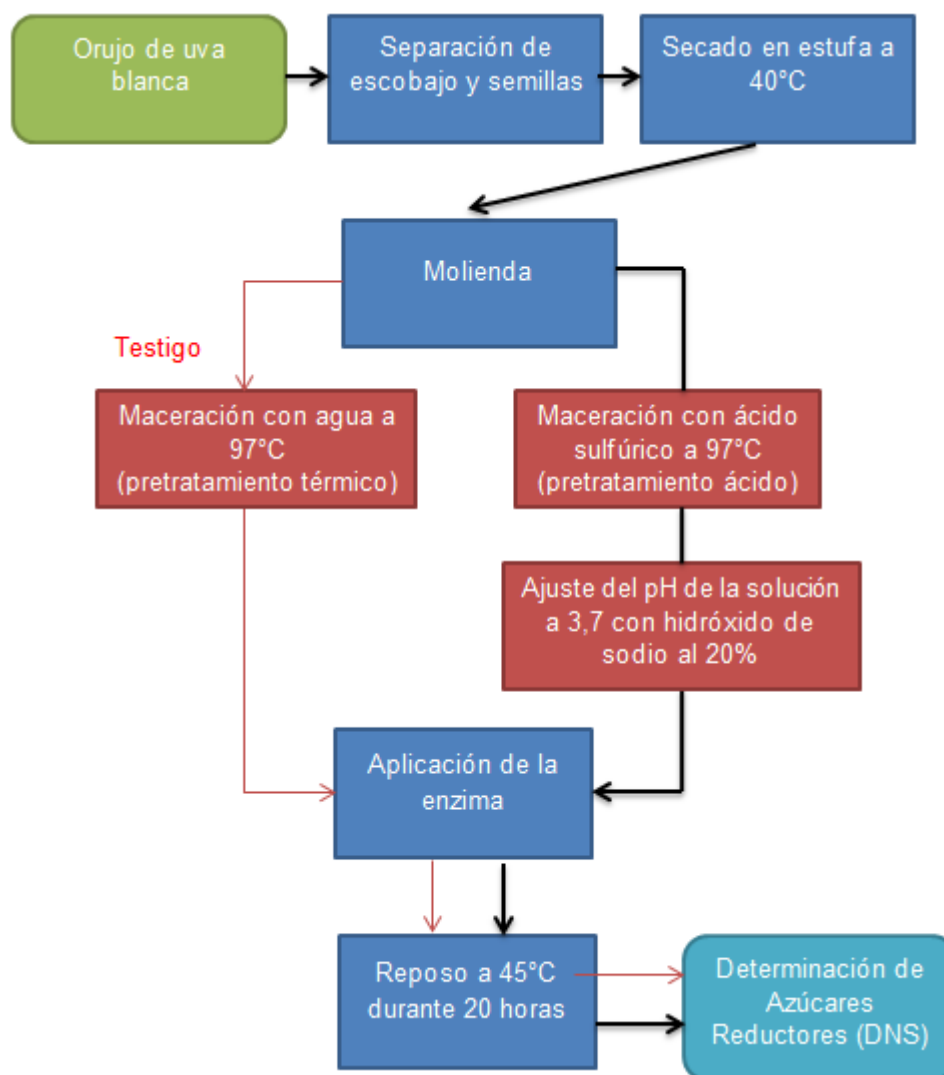 Orujo de uva
blanca
Separación de
escobajo y semillas
Secado en estufa a
40°C
Molienda
Testigo
Maceración con agua a
97°C
(pretratamiento térmico)
Maceración con ácido
sulfúrico a 97°C
(pretratamiento ácido)
Ajuste del pH de la solución
a 3,7 con hidróxido de
sodio al 20%
Aplicación de la
enzima
Reposo a 45°C
durante 20 horas
Determinación de
Azúcares
Reductores (DNS)